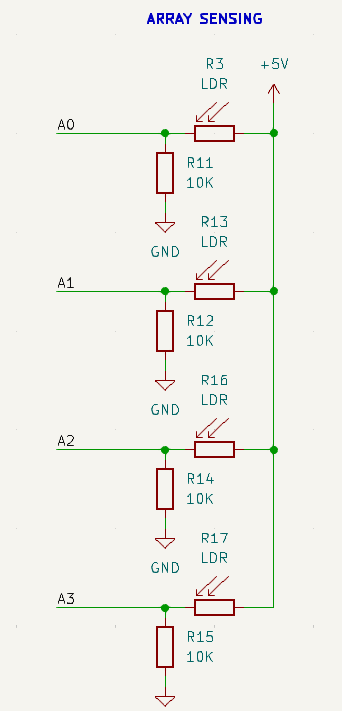 ARRAY SENSING
R3
LDR
+5V
A0
R11
10K
GND
R13
LDR
A1
R12
10K
GND
R16
LDR
A2
R14
10K
GND
R17
LDR
A3
R15
10K